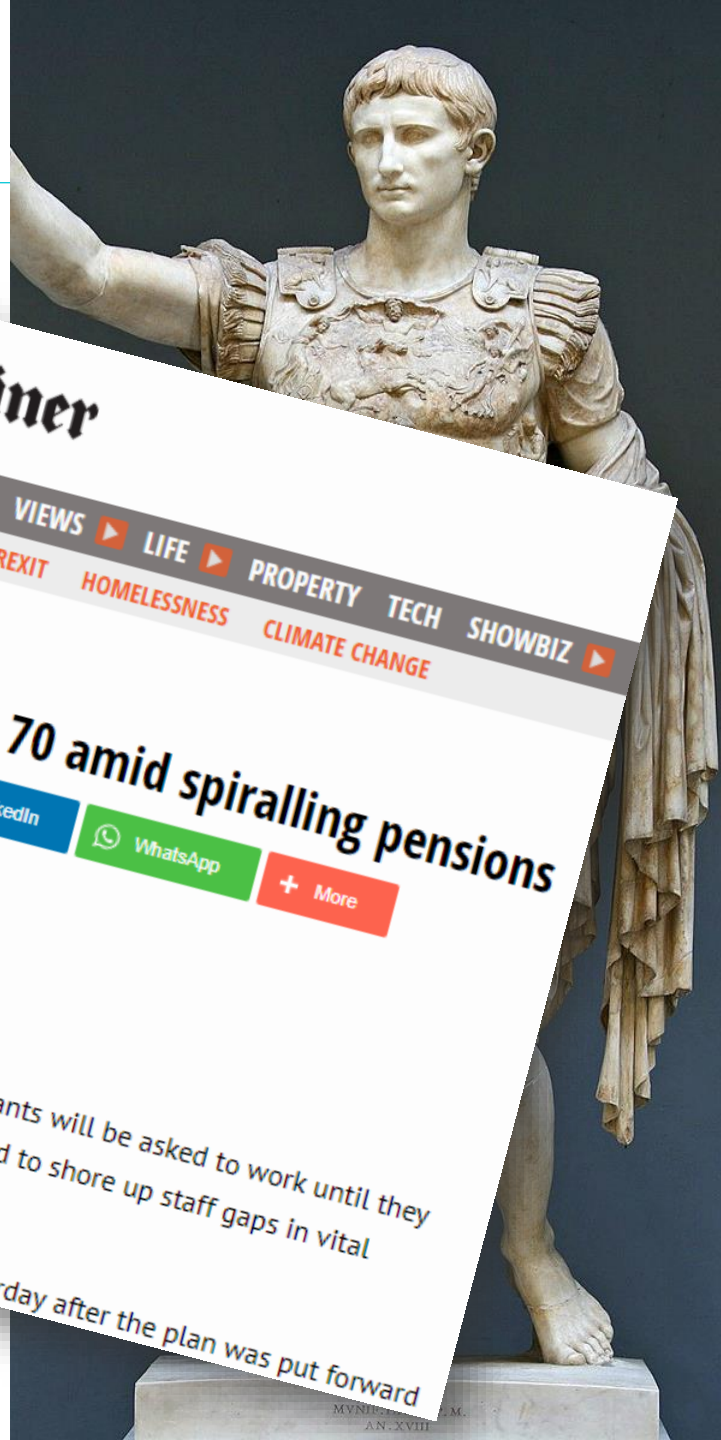 iner
VIEWS LIFE PROPERTY TECH SHOWBIZ
REXIT HOMELESSNESS CLIMATE CHANGE
70 amid spiralling pensions
kedIn WhatsApp More
ants will be asked to work until they
d to shore up staff gaps in vital
rday after the plan was put forward
P.M.
AN.XVIII